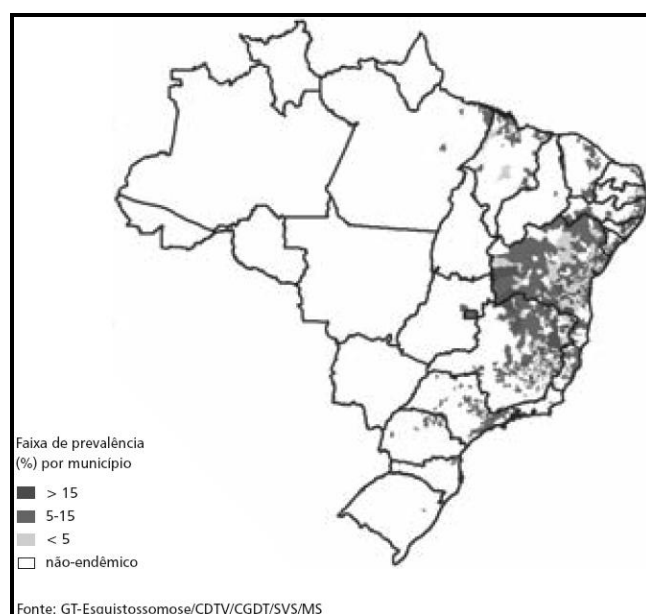 Faixa de prevalência
(%) por município
> 15
5-15
< 5
não-endêmico
Fonte: GT-Esquistossomose/CDTV/CGDT/SVS/MS